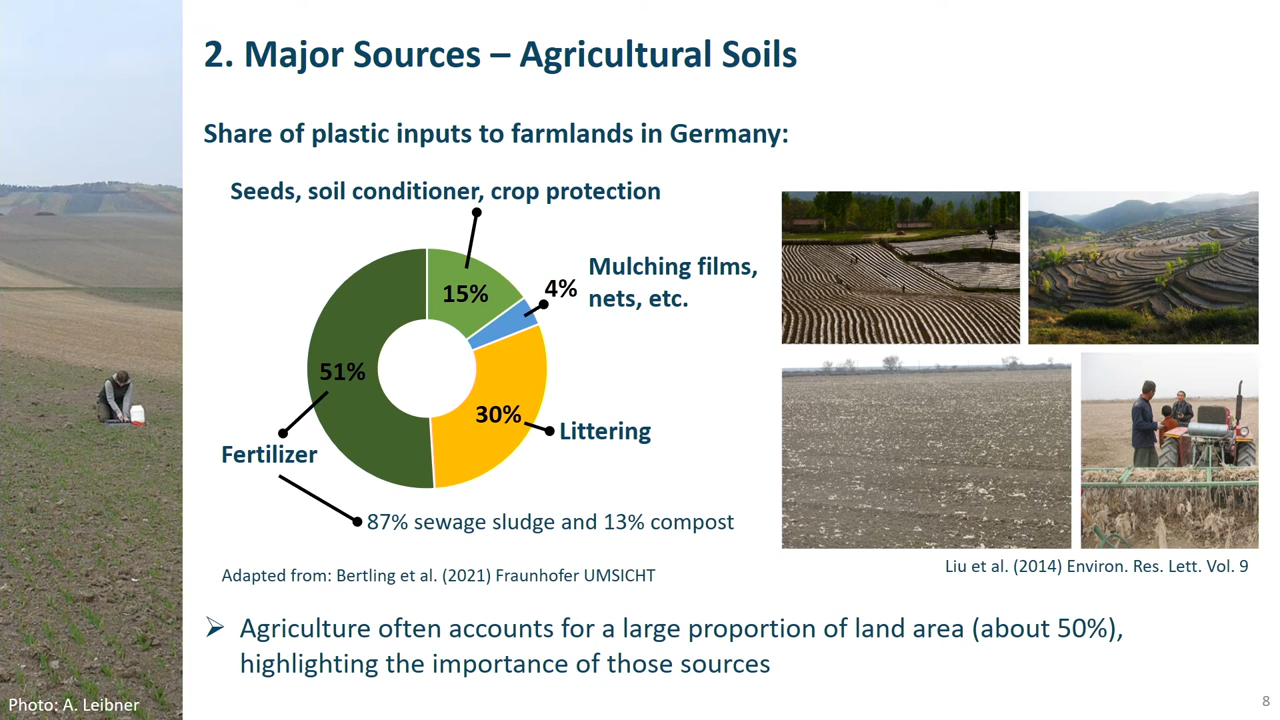 2. Major Sources – Agricultural Soils
Share of plastic inputs to farmlands in Germany:
Seeds, soil conditioner, crop protection
15%
4%
Mulching films,
nets, etc.
51%
30%
Littering
Fertilizer
87% sewage sludge and 13% compost
Adapted from: Bertling et al. (2021) Fraunhofer UMSICHT
Liu et al. (2014) Environ. Res. Lett. Vol. 9
➢ Agriculture often accounts for a large proportion of land area (about 50%),
highlighting the importance of those sources
Photo: A. Leibner
8